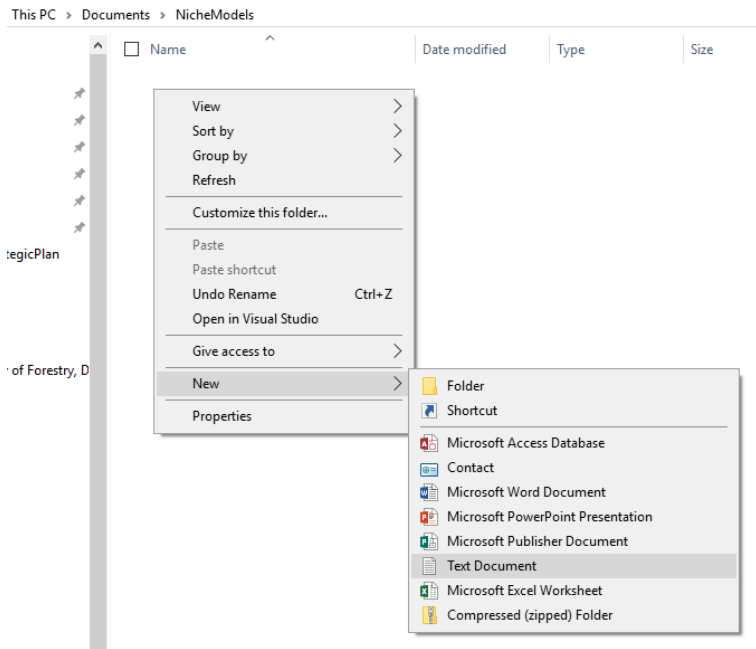 This PC > Documents > NicheModels
Name Date modified Type Size
View
Sort by
Group by
Refresh
Customize this folder...
Paste
Paste shortcut
Undo Rename Ctrl+Z
Open in Visual Studio
Give access to
New
Properties
tegicPlan
of Forestry, D
Folder
Shortcut
Microsoft Access Database
Contact
Microsoft Word Document
Microsoft PowerPoint Presentation
Microsoft Publisher Document
Text Document
Microsoft Excel Worksheet
Compressed (zipped) Folder